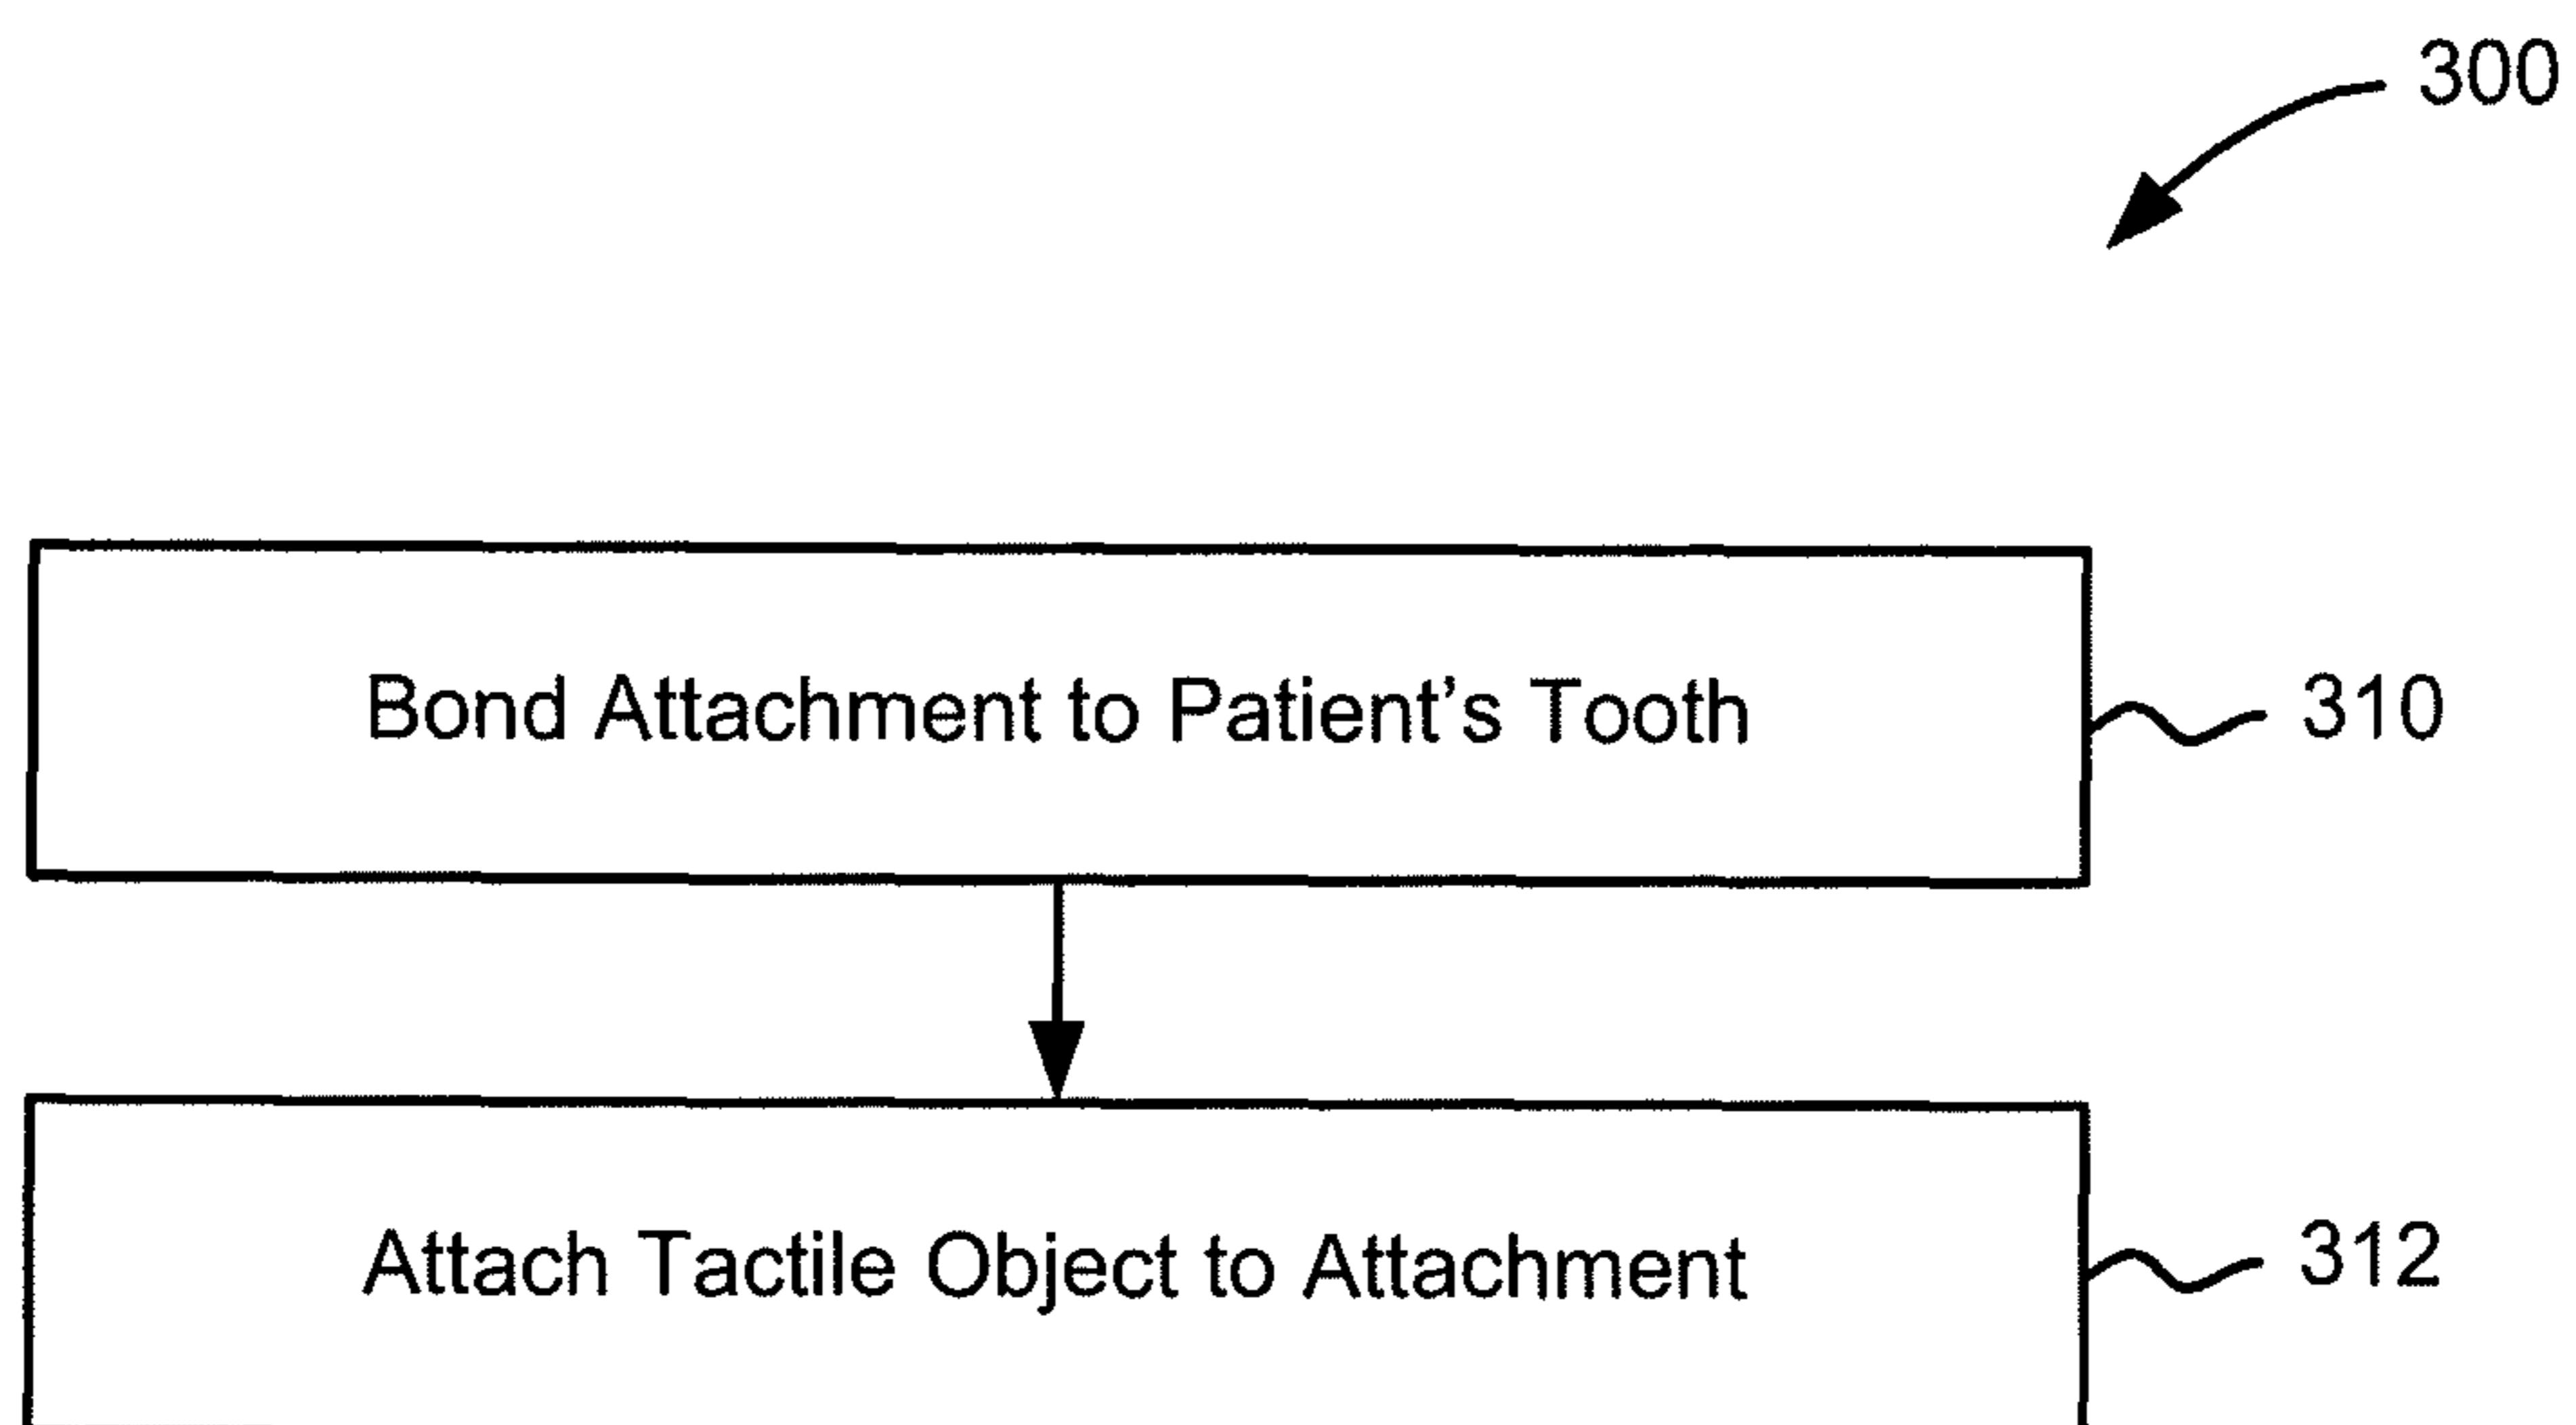 300
Bond Attachment to Patient’s Tooth
310
Attach Tactile Object to Attachment
312